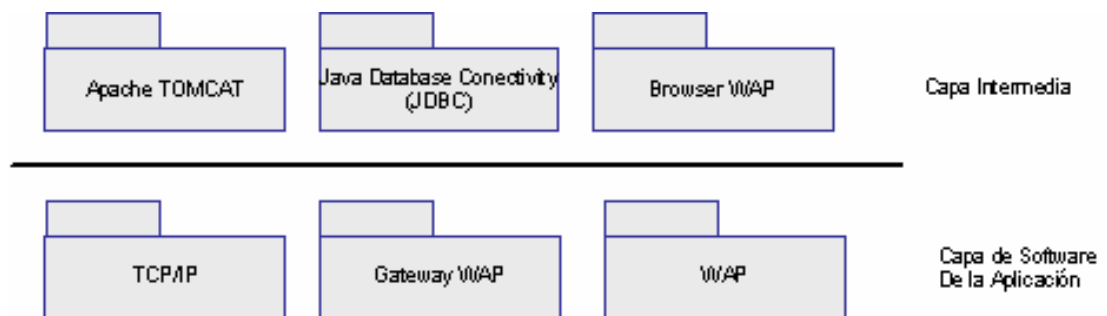 Apache TOMCAT
Java Database Conectivity
(JDBC)
Browser WAP
Capa Intermedia
TCP/IP
Gateway WAP
WAP
Capa de Software
De la Aplicación